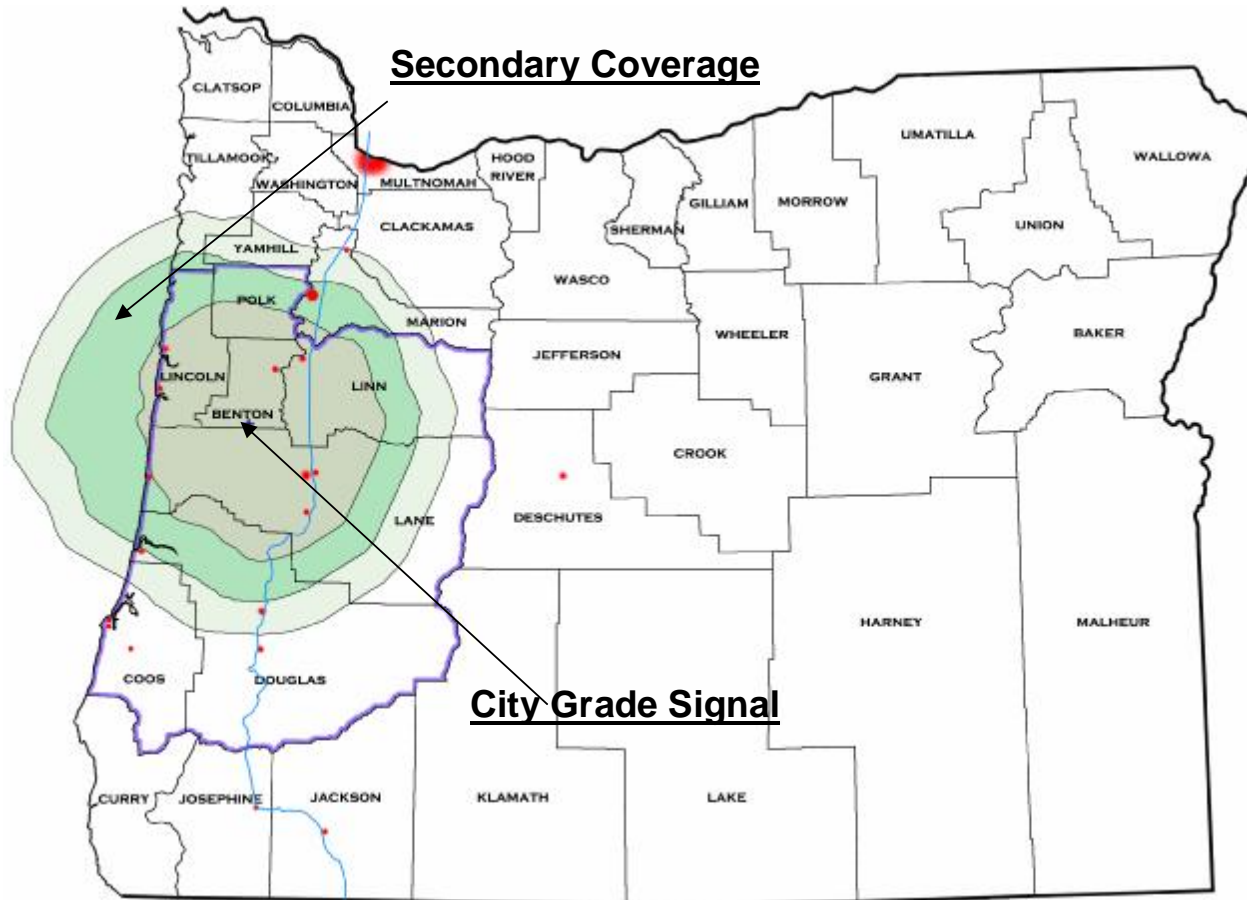 Secondary Coverage
CLATSOP
COLUMBIA
TILLAMOOK
WASHINGTON
MULTNOMAH
HOOD
RIVER
UMATILLA
WALLOWA
YAMHILL
CLACKAMAS
SHERMAN
GILLIAM
MORROW
UNION
WASCO
POLK
MARION
WHEELER
BAKER
JEFFERSON
GRANT
LINCOLN
LINN
BENTON
CROOK
LANE
DESCHUTES
HARNEY
MALHEUR
COOS
DOUGLAS
City Grade Signal
CURRY
JOSEPHINE
JACKSON
KLAMATH
LAKE